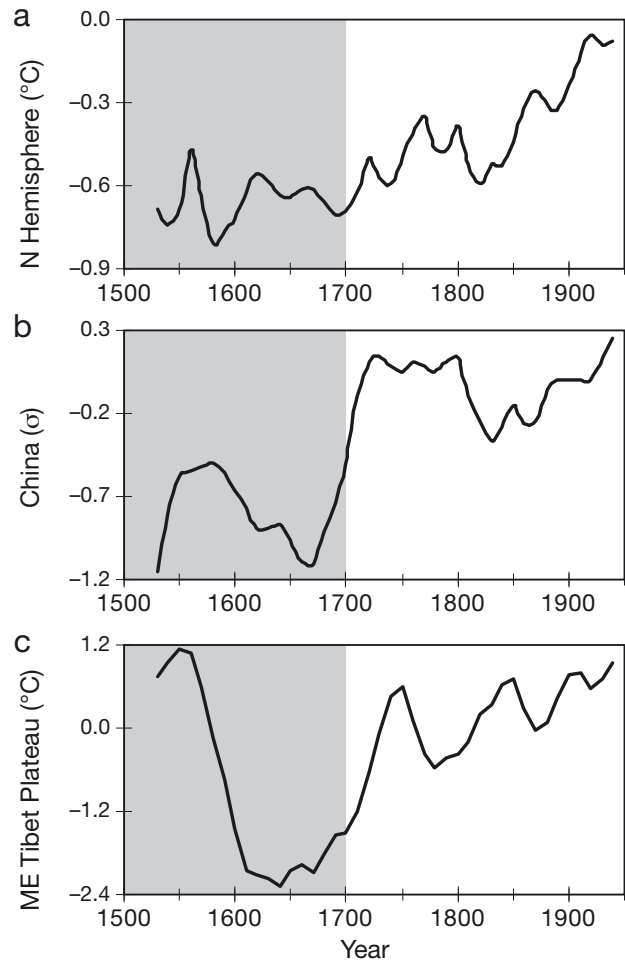 a
N Hemisphere (°C)
0.0
−0.3
−0.6
−0.9
1500 1600 1700 1800 1900
b
China (σ)
0.3
−0.2
−0.7
−1.2
1500 1600 1700 1800 1900
c
ME Tibet Plateau (°C)
1.2
0.0
−1.2
−2.4
1500 1600 1700 1800 1900
Year